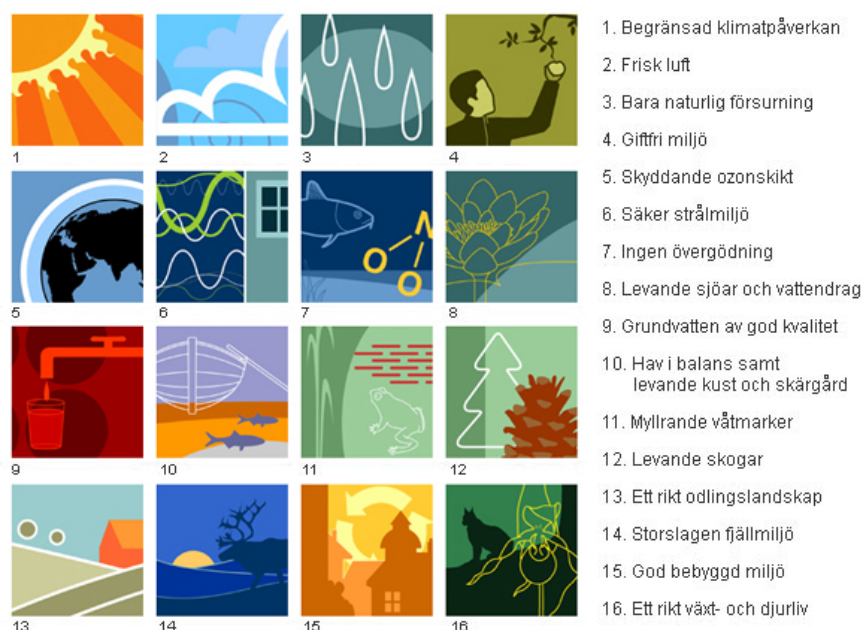 1
2
3
4
5
6
7
N
O
O
8
9
10
11
12
13
14
15
16
1. Begränsad klimatpåverkan
2. Frisk luft
3. Bara naturlig försurning
4. Giftfri miljö
5. Skyddande ozonskikt
6. Säker strålmiljö
7. Ingen övergödning
8. Levande sjöar och vattendrag
9. Grundvatten av god kvalitet
10. Hav i balans samt
levande kust och skärgård
11. Myllrande våtmarker
12. Levande skogar
13. Ett rikt odlingslandskap
14. Storslagen fjällmiljö
15. God bebyggd miljö
16. Ett rikt växt- och djurliv